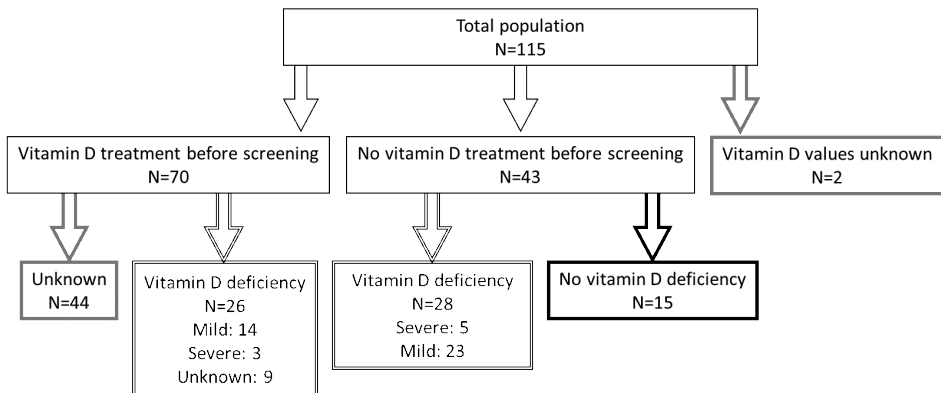 Total population
N=115
Vitamin D treatment before screening
N=70
No vitamin D treatment before screening
N=43
Vitamin D values unknown
N=2
Unknown
N=44
Vitamin D deficiency
N=26
Mild: 14
Severe: 3
Unknown: 9
Vitamin D deficiency
N=28
Severe: 5
Mild: 23
No vitamin D deficiency
N=15